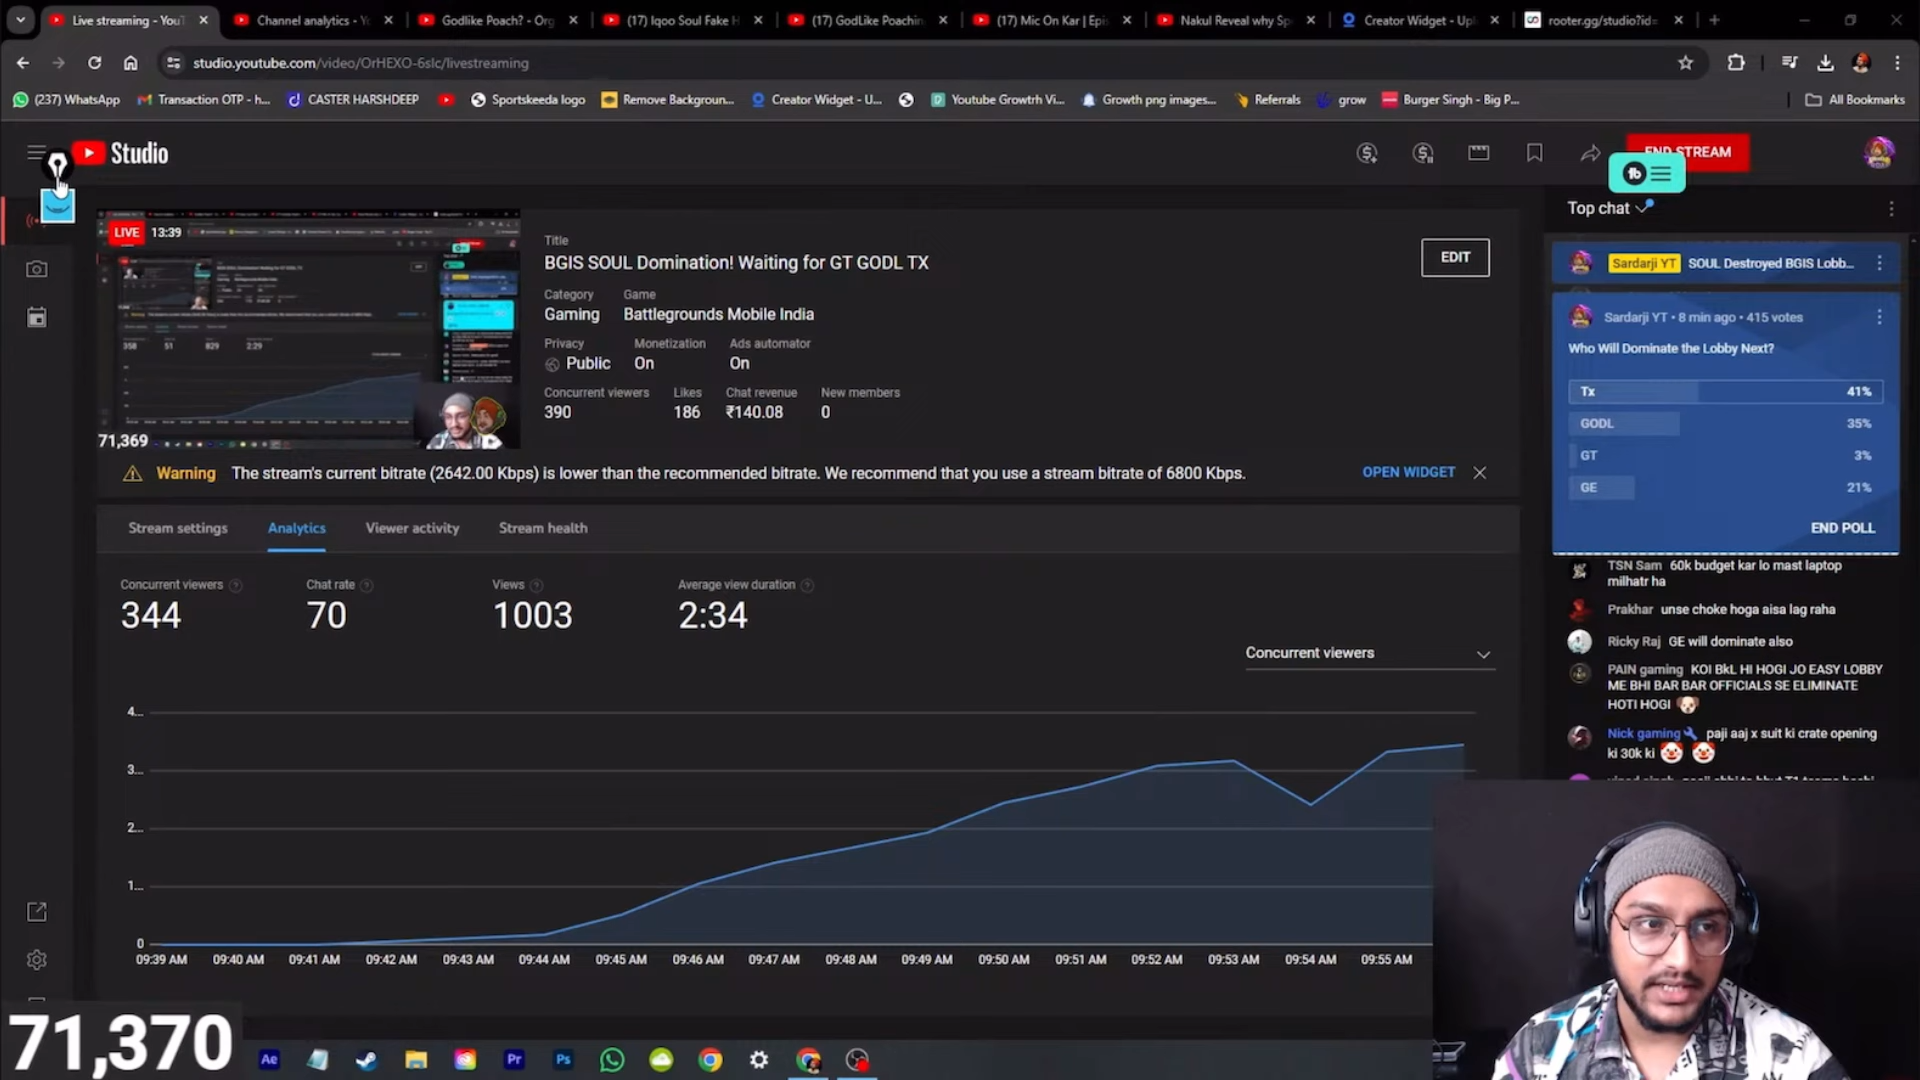 Live streaming - YouT
Channel analytics - Yo
Godlike Poach? - Org
(17) Iqoo Soul Fake H
(17) GodLike Poachin
(17) Mic On Kar | Epis
Nakul Reveal why Sp
Creator Widget - Upl
rooter.gg/studio?id=
studio.youtube.com/video/OrHEXO-6slc/livestreaming
(237) WhatsApp
Transaction OTP - h...
CASTER HARSHDEEP
Sportskeeda logo
Remove Backgroun...
Creator Widget - U...
Youtube Growtrh Vi...
Growth png images...
Referrals
grow
Burger Singh - Big P...
All Bookmarks
Studio
END STREAM
LIVE 13:39
71,369
Title
BGIS SOUL Domination! Waiting for GT GODL TX
EDIT
Category Game
Gaming Battlegrounds Mobile India
Privacy Monetization Ads automator
Public On On
Concurrent viewers Likes Chat revenue New members
390 186 ₹140.08 0
Warning The stream's current bitrate (2642.00 Kbps) is lower than the recommended bitrate. We recommend that you use a stream bitrate of 6800 Kbps.
OPEN WIDGET
Stream settings Analytics Viewer activity Stream health
Concurrent viewers Chat rate Views Average view duration
344 70 1003 2:34
Concurrent viewers
4...
3...
2...
1...
0
09:39 AM 09:40 AM 09:41 AM 09:42 AM 09:43 AM 09:44 AM 09:45 AM 09:46 AM 09:47 AM 09:48 AM 09:49 AM 09:50 AM 09:51 AM 09:52 AM 09:53 AM 09:54 AM 09:55 AM
Top chat
Sardarji YT SOUL Destroyed BGIS Lobb...
Sardarji YT • 8 min ago • 415 votes
Who Will Dominate the Lobby Next?
Tx 41%
GODL 35%
GT 3%
GE 21%
END POLL
TSN Sam 60k budget kar lo mast laptop
milhatr ha
Prakhar unse choke hoga aisa lag raha
Ricky Raj GE will dominate also
PAIN gaming KOI BkL HI HOGI JO EASY LOBBY
ME BHI BAR BAR OFFICIALS SE ELIMINATE
HOTI HOGI
Nick gaming paji aaj x suit ki crate opening
ki 30k ki
71,370
Ae
Pr
Ps